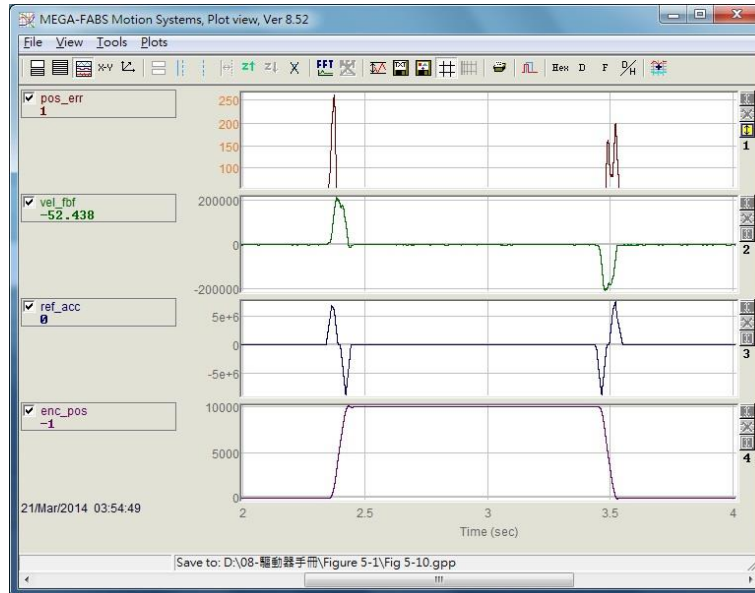 MEGA-FABS Motion Systems, Plot view, Ver 8.52
File View Tools Plots
X-Y z↑ z↓ X FFT TXT Hex D F D/H
pos_err
1
250
200
150
100
1
vel_fbf
-52.438
200000
0
-200000
2
ref_acc
0
5e+6
0
-5e+6
3
enc_pos
-1
10000
5000
0
4
21/Mar/2014 03:54:49
2 2.5 3 3.5 4
Time (sec)
Save to: D:\08-驅動器手冊\Figure 5-1\Fig 5-10.gpp